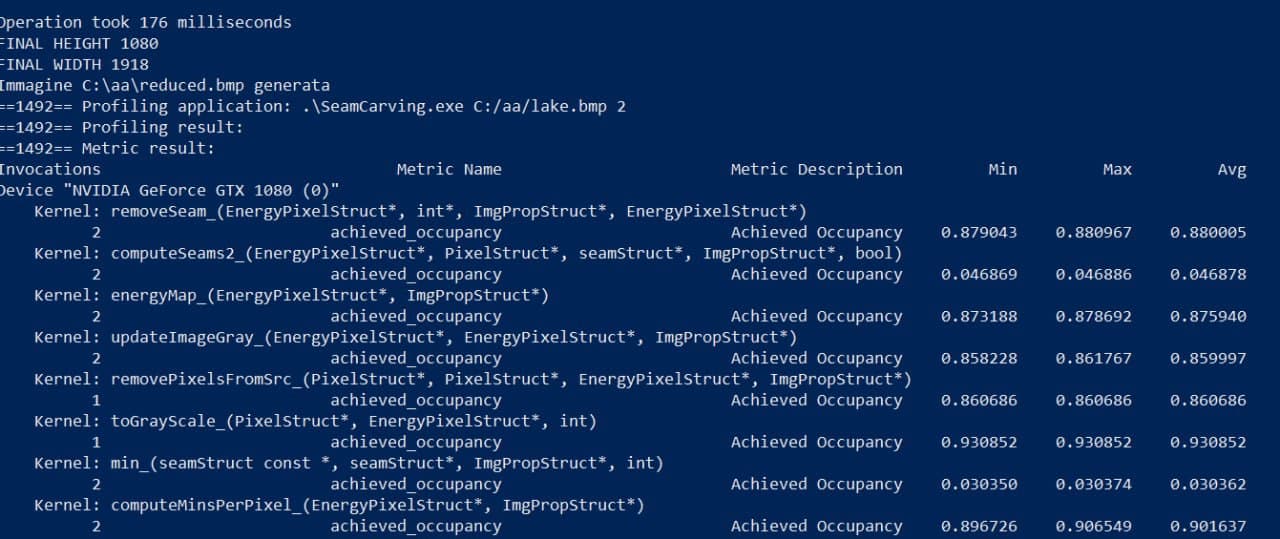 Operation took 176 milliseconds
FINAL HEIGHT 1080
FINAL WIDTH 1918
Immagine C:\aa\reduced.bmp generata
==1492== Profiling application: .\SeamCarving.exe C:/aa/lake.bmp 2
==1492== Profiling result:
==1492== Metric result:
Invocations Metric Name Metric Description Min Max Avg
Device "NVIDIA GeForce GTX 1080 (0)"
Kernel: removeSeam_(EnergyPixelStruct*, int*, ImgPropStruct*, EnergyPixelStruct*)
2 achieved_occupancy Achieved Occupancy 0.879043 0.880967 0.880005
Kernel: computeSeams2_(EnergyPixelStruct*, PixelStruct*, seamStruct*, ImgPropStruct*, bool)
2 achieved_occupancy Achieved Occupancy 0.046869 0.046886 0.046878
Kernel: energyMap_(EnergyPixelStruct*, ImgPropStruct*)
2 achieved_occupancy Achieved Occupancy 0.873188 0.878692 0.875940
Kernel: updateImageGray_(EnergyPixelStruct*, EnergyPixelStruct*, ImgPropStruct*)
2 achieved_occupancy Achieved Occupancy 0.858228 0.861767 0.859997
Kernel: removePixelsFromSrc_(PixelStruct*, PixelStruct*, EnergyPixelStruct*, ImgPropStruct*)
1 achieved_occupancy Achieved Occupancy 0.860686 0.860686 0.860686
Kernel: toGrayScale_(PixelStruct*, EnergyPixelStruct*, int)
1 achieved_occupancy Achieved Occupancy 0.930852 0.930852 0.930852
Kernel: min_(seamStruct const *, seamStruct*, ImgPropStruct*, int)
2 achieved_occupancy Achieved Occupancy 0.030350 0.030374 0.030362
Kernel: computeMinsPerPixel_(EnergyPixelStruct*, ImgPropStruct*)
2 achieved_occupancy Achieved Occupancy 0.896726 0.906549 0.901637